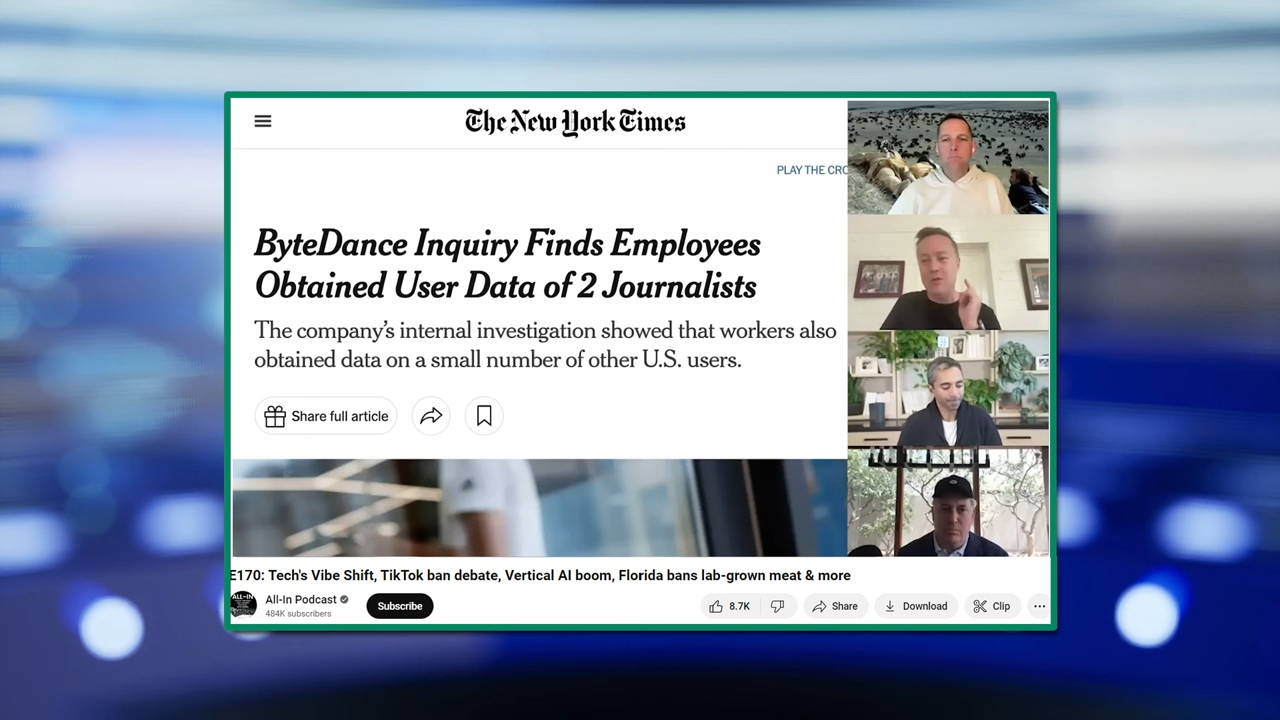 The New York Times
PLAY THE CRO
ByteDance Inquiry Finds Employees
Obtained User Data of 2 Journalists
The company's internal investigation showed that workers also
obtained data on a small number of other U.S. users.
Share full article
E170: Tech's Vibe Shift, TikTok ban debate, Vertical AI boom, Florida bans lab-grown meat & more
ALL-IN
All-In Podcast
484K subscribers
Subscribe
8.7K
Share
Download
Clip